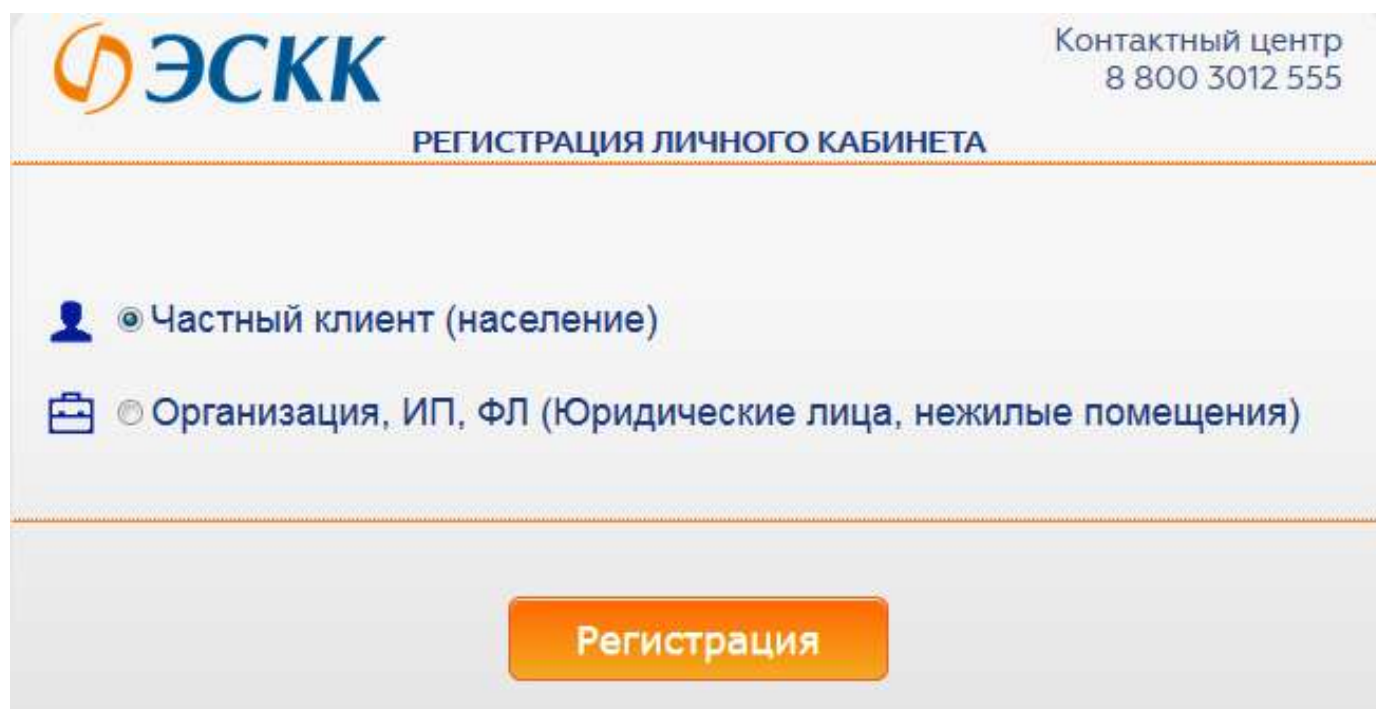 ЭСКК
Контактный центр
8 800 3012 555
РЕГИСТРАЦИЯ ЛИЧНОГО КАБИНЕТА
Частный клиент (население)
Организация, ИП, ФЛ (Юридические лица, нежилые помещения)
Регистрация